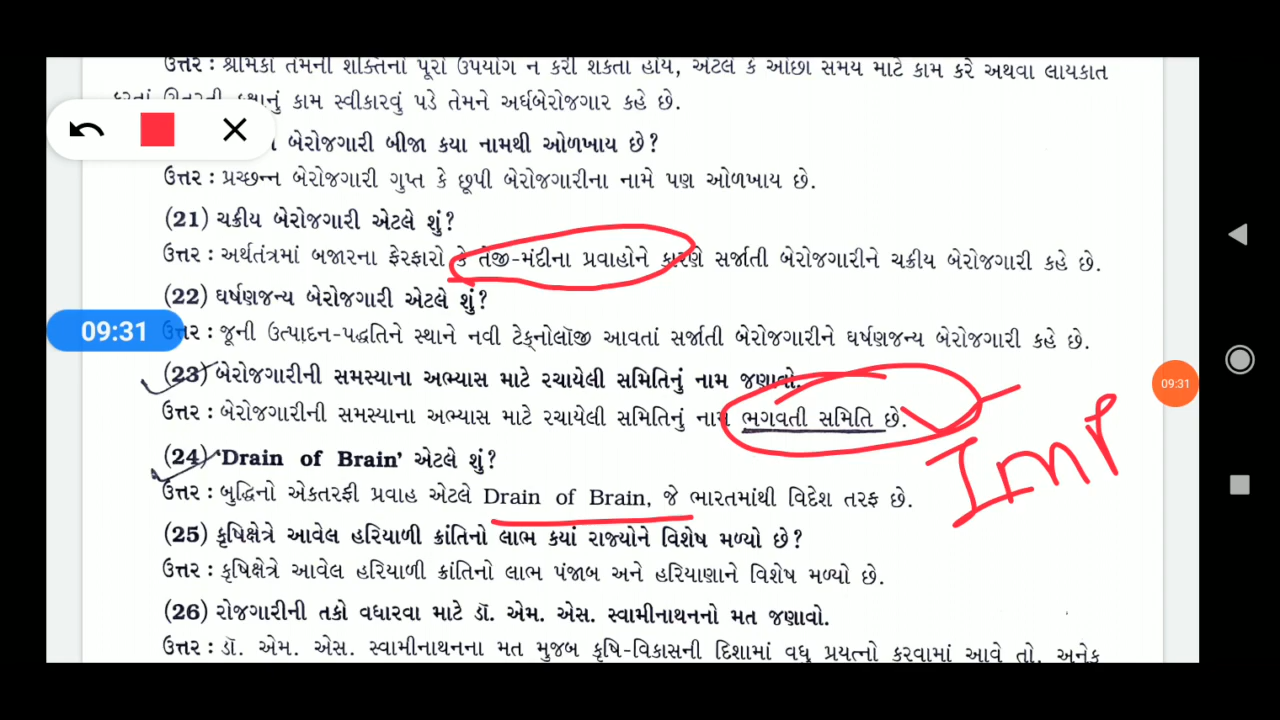 ઉત્તર : શ્રમિકો તેમની શક્તિનો પૂરો ઉપયોગ ન કરી શકતા હોય, એટલે કે ઓછા સમય માટે કામ કરે અથવા લાયકાત
કામ સ્વીકારવું પડે તેમને અર્ધબેરોજગાર કહે છે.
બેરોજગારી બીજા કયા નામથી ઓળખાય છે?
ઉત્તર : પ્રચ્છન્ન બેરોજગારી ગુપ્ત કે છૂપી બેરોજગારીના નામે પણ ઓળખાય છે.
(21) ચક્રીય બેરોજગારી એટલે શું?
ઉત્તર : અર્થતંત્રમાં બજારના ફેરફારો કે તેજી-મંદીના પ્રવાહોને કારણે સર્જાતી બેરોજગારીને ચક્રીય બેરોજગારી કહે છે.
(22) ઘર્ષણજન્ય બેરોજગારી એટલે શું?
09:31 ઉત્તર : જૂની ઉત્પાદન-પદ્ધતિને સ્થાને નવી ટેક્નોલૉજી આવતાં સર્જાતી બેરોજગારીને ઘર્ષણજન્ય બેરોજગારી કહે છે.
(23) બેરોજગારીની સમસ્યાના અભ્યાસ માટે રચાયેલી સમિતિનું નામ જણાવો.
09:31
ઉત્તર : બેરોજગારીની સમસ્યાના અભ્યાસ માટે રચાયેલી સમિતિનું નામ ભગવતી સમિતિ છે.
Imp
(24) 'Drain of Brain' એટલે શું?
ઉત્તર : બુદ્ધિનો એકતરફી પ્રવાહ એટલે Drain of Brain, જે ભારતમાંથી વિદેશ તરફ છે.
(25) કૃષિક્ષેત્રે આવેલ હરિયાળી ક્રાંતિનો લાભ કયાં રાજ્યોને વિશેષ મળ્યો છે?
ઉત્તર : કૃષિક્ષેત્રે આવેલ હરિયાળી ક્રાંતિનો લાભ પંજાબ અને હરિયાણાને વિશેષ મળ્યો છે.
(26) રોજગારીની તકો વધારવા માટે ડૉ. એમ. એસ. સ્વામીનાથનનો મત જણાવો.
ઉત્તર : ડૉ. એમ. એસ. સ્વામીનાથનના મત મુજબ કૃષિ-વિકાસની દિશામાં વધુ પ્રયત્નો કરવામાં આવે તો, અનેક